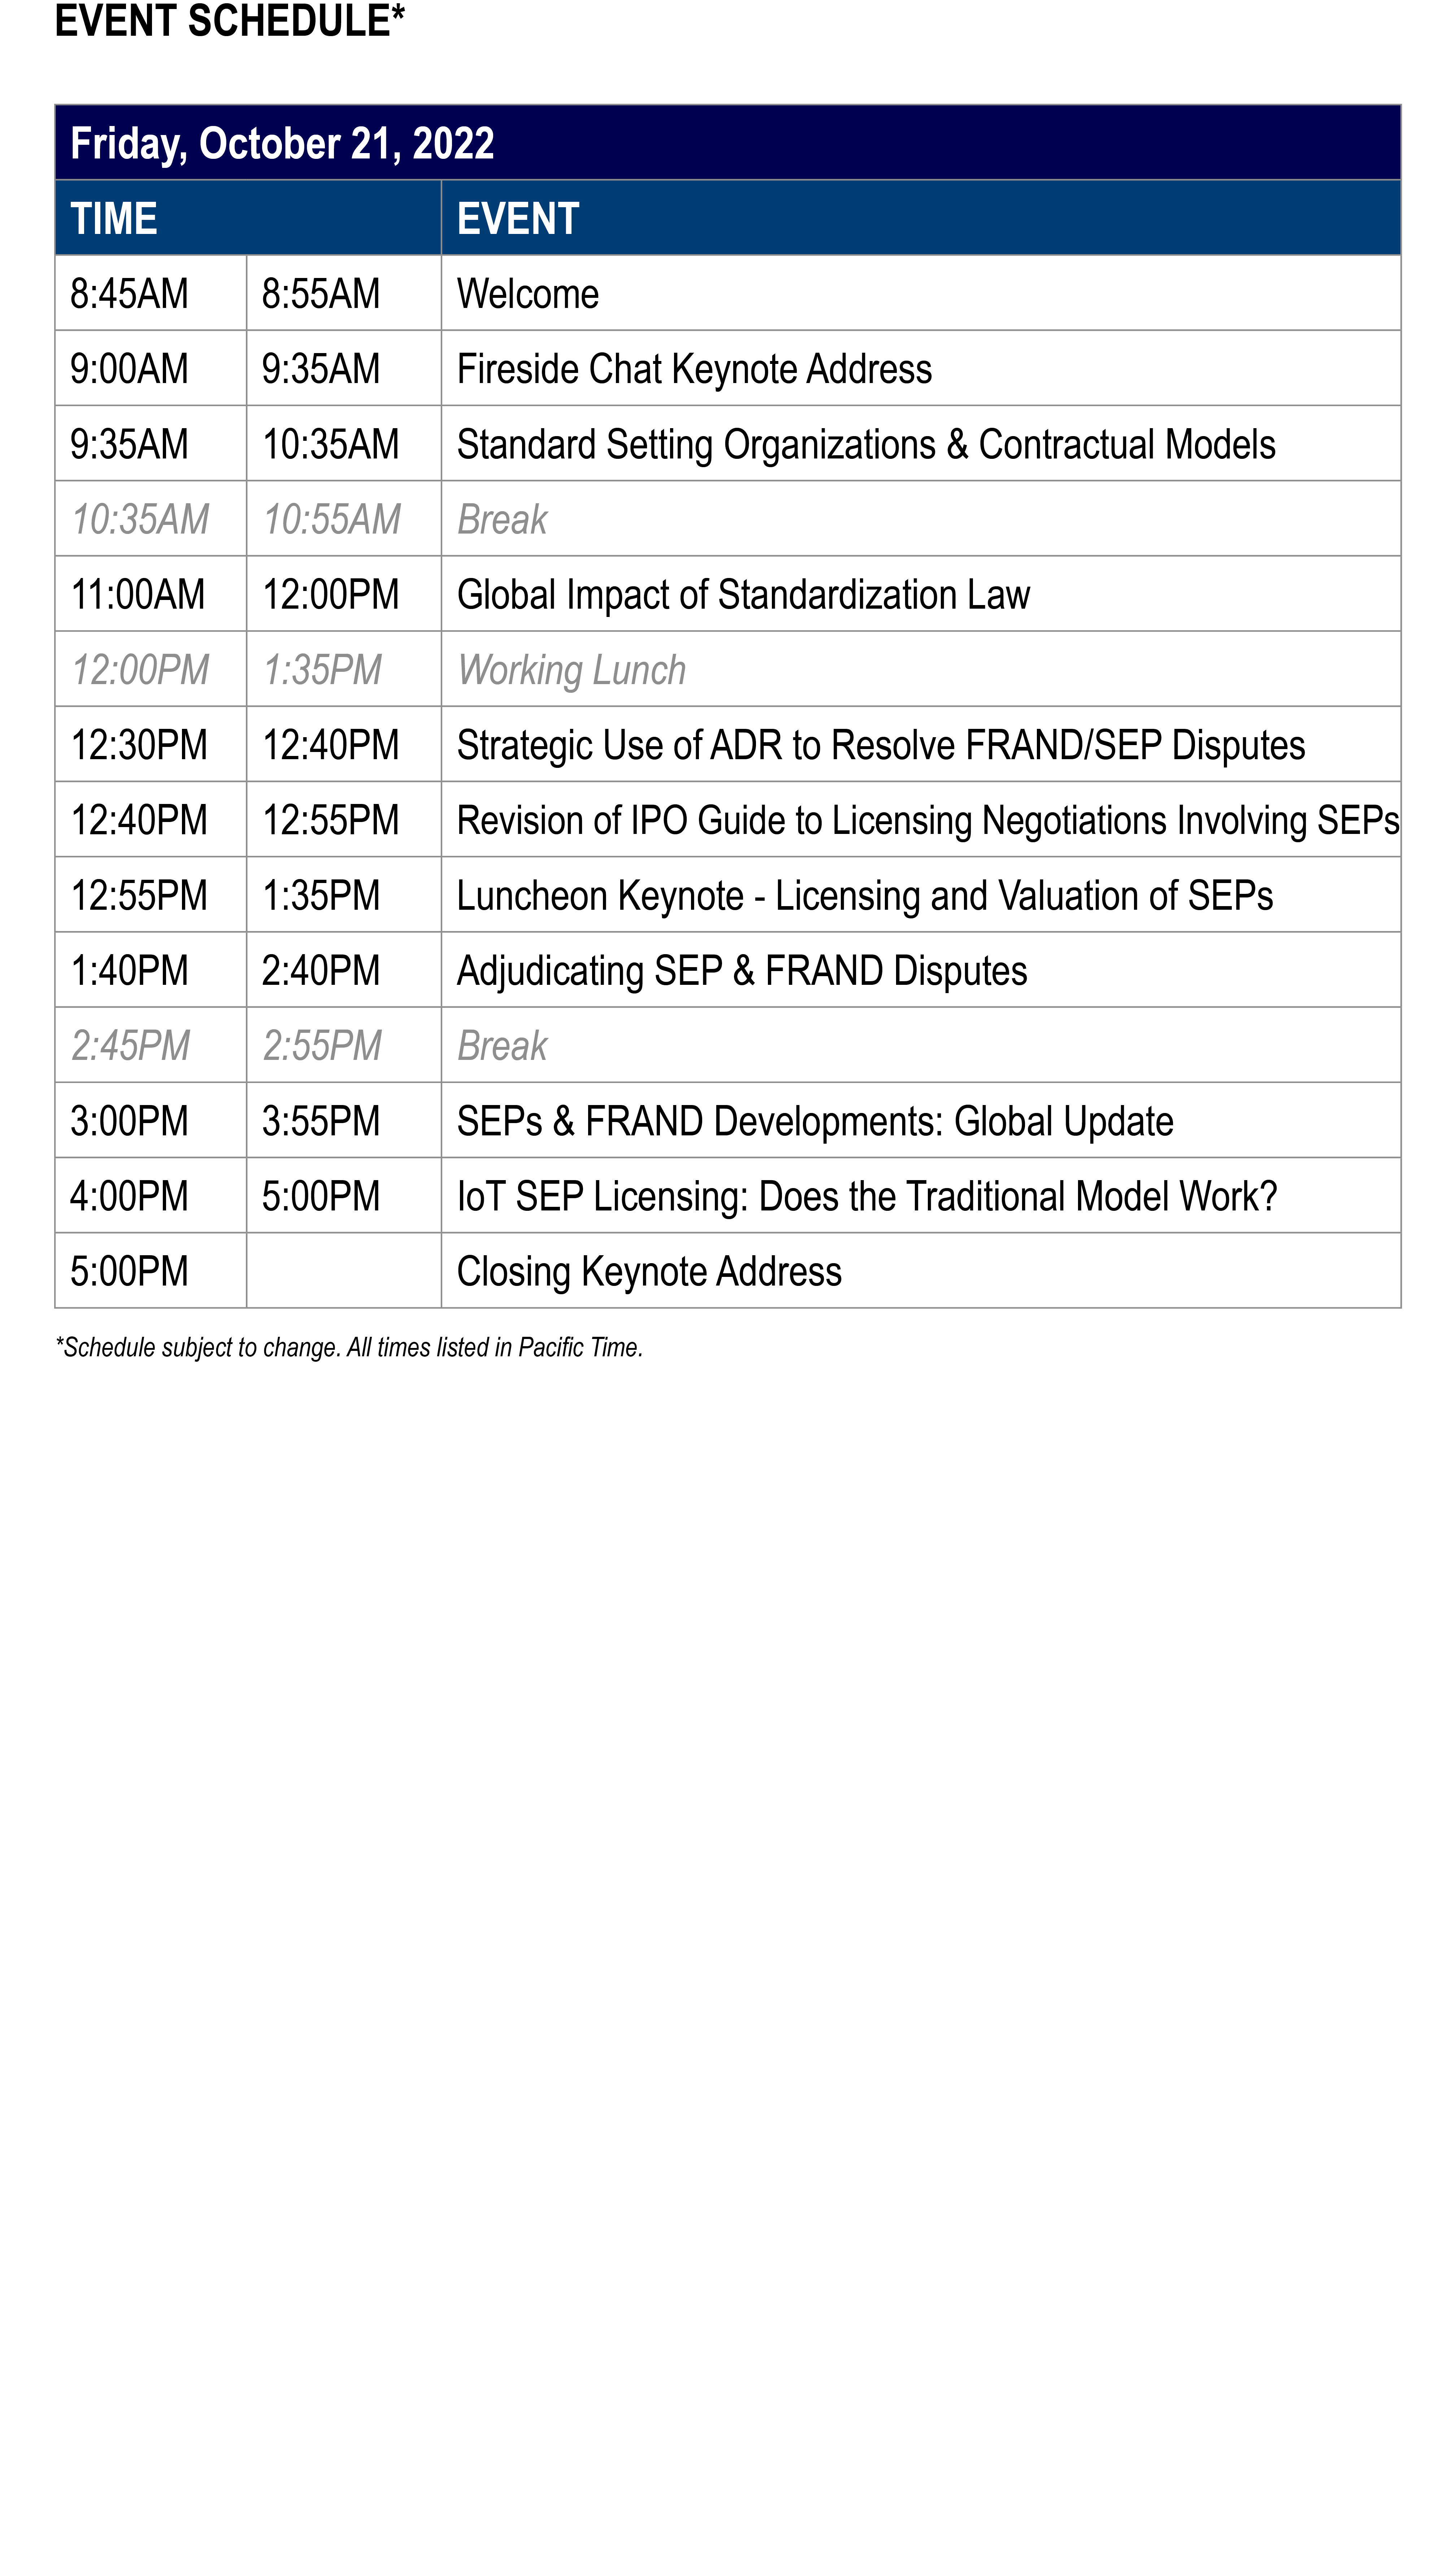 EVENT SCHEDULE*
Friday, October 21, 2022
TIME EVENT
8:45AM 8:55AM Welcome
9:00AM 9:35AM Fireside Chat Keynote Address
9:35AM 10:35AM Standard Setting Organizations & Contractual Models
10:35AM 10:55AM Break
11:00AM 12:00PM Global Impact of Standardization Law
12:00PM 1:35PM Working Lunch
12:30PM 12:40PM Strategic Use of ADR to Resolve FRAND/SEP Disputes
12:40PM 12:55PM Revision of IPO Guide to Licensing Negotiations Involving SEPs
12:55PM 1:35PM Luncheon Keynote - Licensing and Valuation of SEPs
1:40PM 2:40PM Adjudicating SEP & FRAND Disputes
2:45PM 2:55PM Break
3:00PM 3:55PM SEPs & FRAND Developments: Global Update
4:00PM 5:00PM IoT SEP Licensing: Does the Traditional Model Work?
5:00PM Closing Keynote Address
*Schedule subject to change. All times listed in Pacific Time.